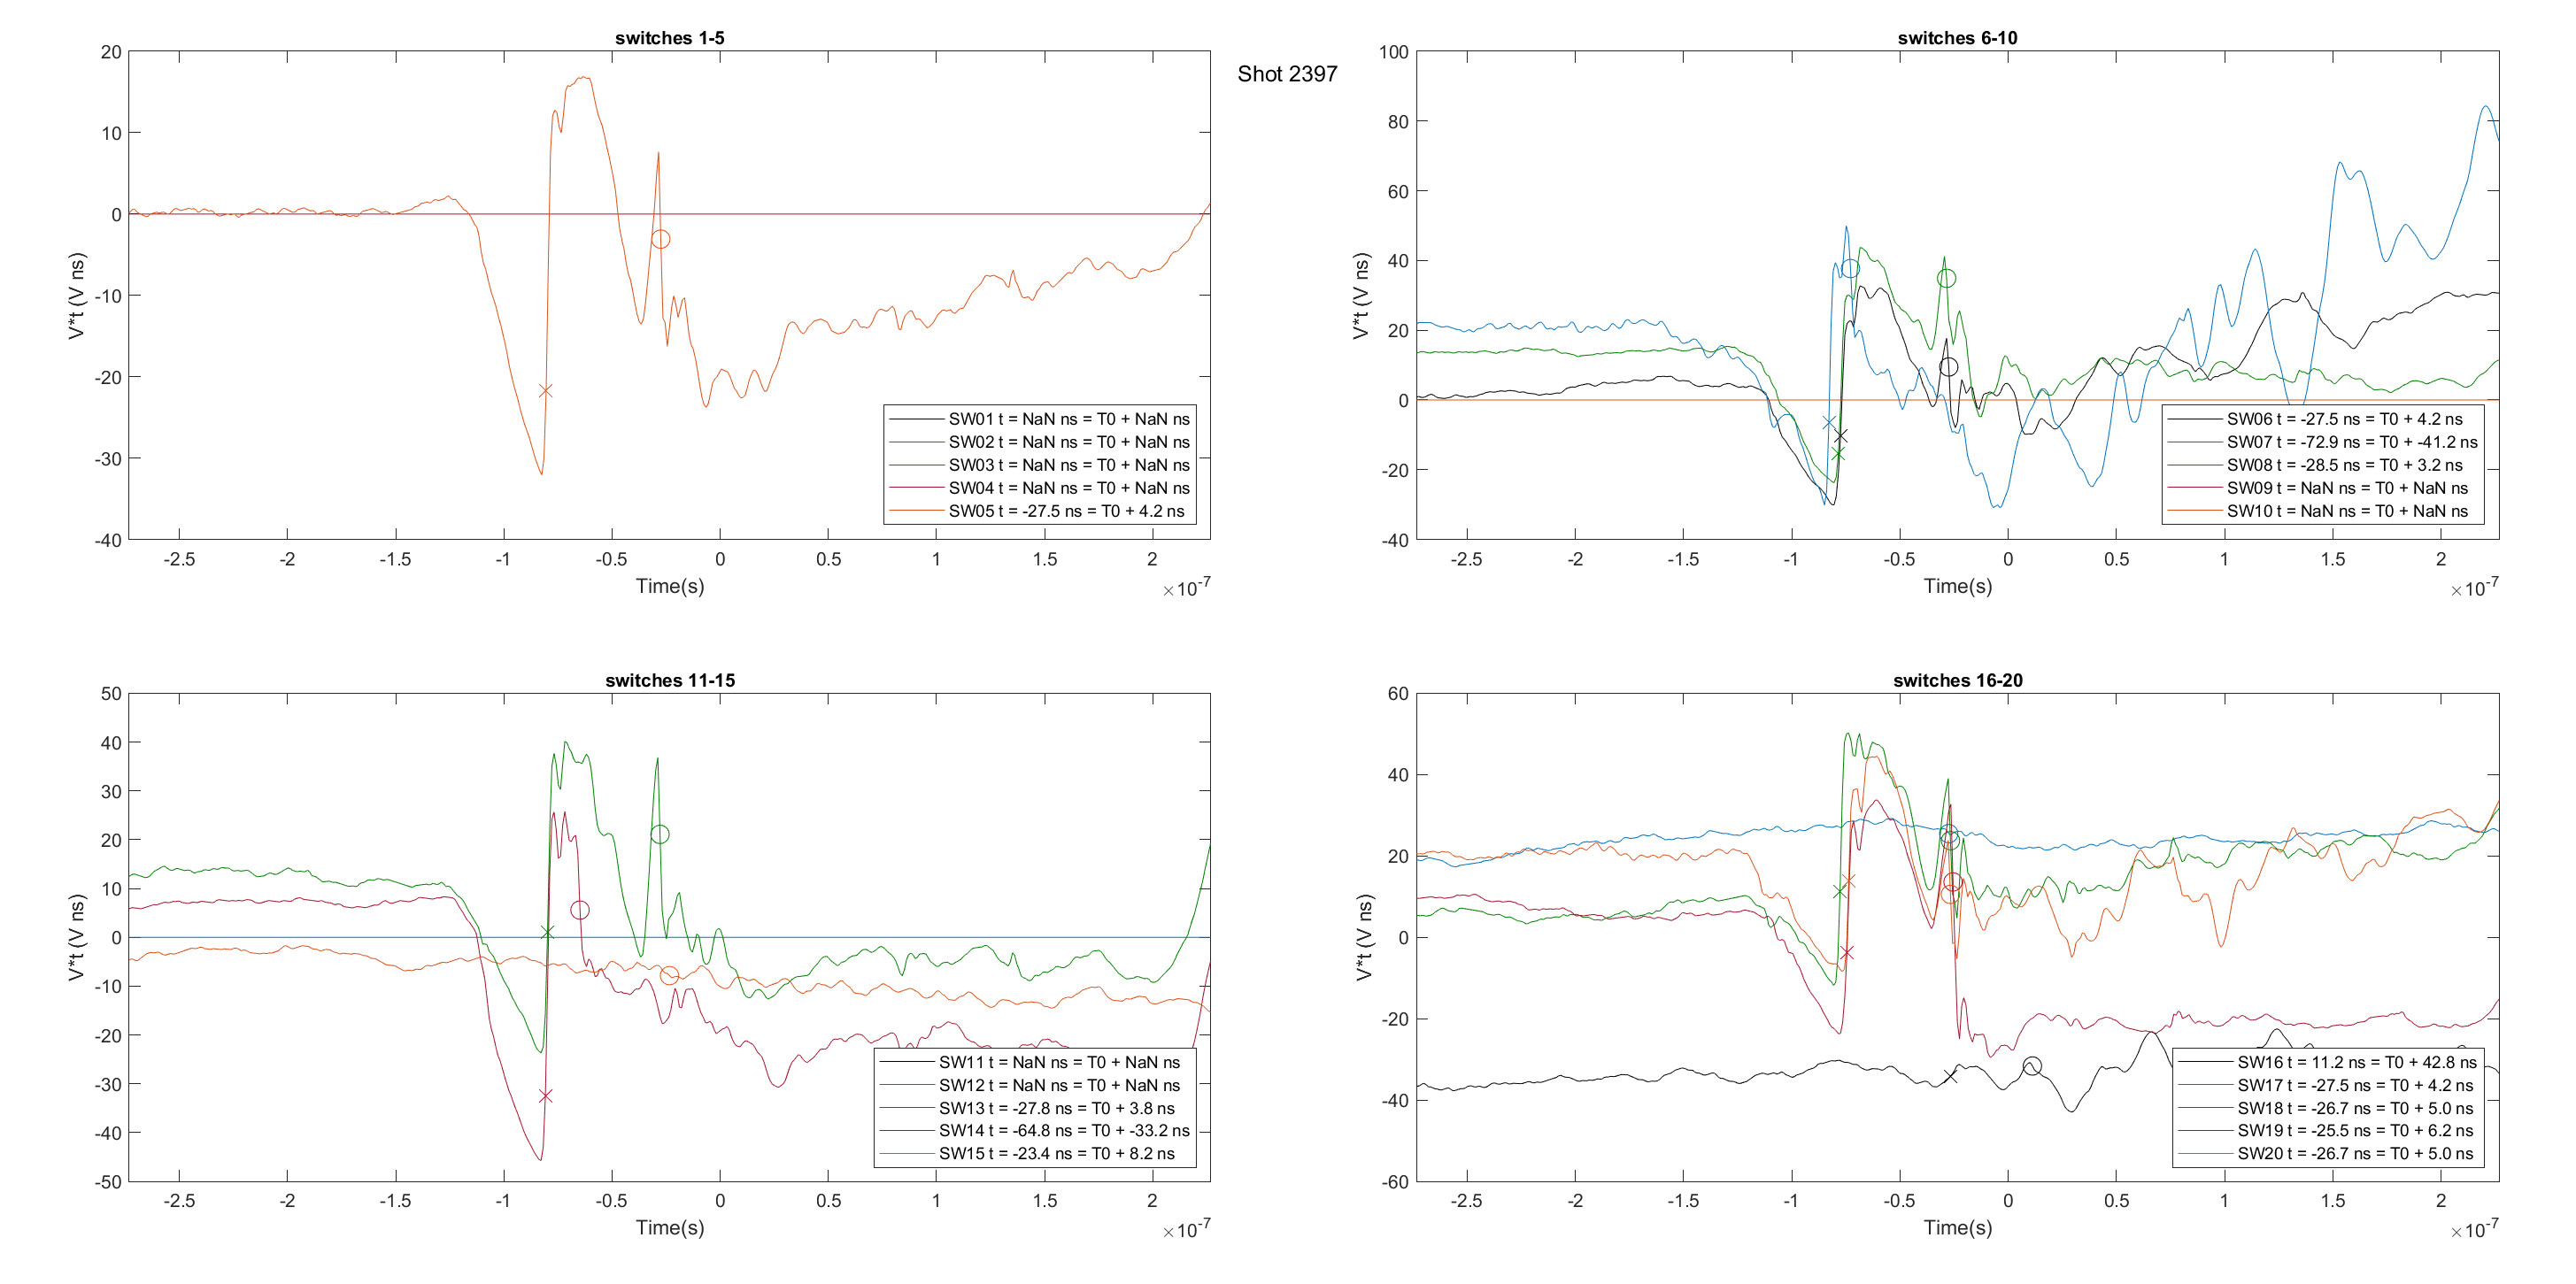 Shot 2397
switches 1-5
20
10
0
-10
-20
-30
-40
V*t (V ns)
-2.5 -2 -1.5 -1 -0.5 0 0.5 1 1.5 2
Time(s)
×10-7
SW01 t = NaN ns = T0 + NaN ns
SW02 t = NaN ns = T0 + NaN ns
SW03 t = NaN ns = T0 + NaN ns
SW04 t = NaN ns = T0 + NaN ns
SW05 t = -27.5 ns = T0 + 4.2 ns
switches 6-10
100
80
60
40
20
0
-20
-40
V*t (V ns)
-2.5 -2 -1.5 -1 -0.5 0 0.5 1 1.5 2
Time(s)
×10-7
SW06 t = -27.5 ns = T0 + 4.2 ns
SW07 t = -72.9 ns = T0 + -41.2 ns
SW08 t = -28.5 ns = T0 + 3.2 ns
SW09 t = NaN ns = T0 + NaN ns
SW10 t = NaN ns = T0 + NaN ns
switches 11-15
50
40
30
20
10
0
-10
-20
-30
-40
-50
V*t (V ns)
-2.5 -2 -1.5 -1 -0.5 0 0.5 1 1.5 2
Time(s)
×10-7
SW11 t = NaN ns = T0 + NaN ns
SW12 t = NaN ns = T0 + NaN ns
SW13 t = -27.8 ns = T0 + 3.8 ns
SW14 t = -64.8 ns = T0 + -33.2 ns
SW15 t = -23.4 ns = T0 + 8.2 ns
switches 16-20
60
40
20
0
-20
-40
-60
V*t (V ns)
-2.5 -2 -1.5 -1 -0.5 0 0.5 1 1.5 2
Time(s)
×10-7
SW16 t = 11.2 ns = T0 + 42.8 ns
SW17 t = -27.5 ns = T0 + 4.2 ns
SW18 t = -26.7 ns = T0 + 5.0 ns
SW19 t = -25.5 ns = T0 + 6.2 ns
SW20 t = -26.7 ns = T0 + 5.0 ns